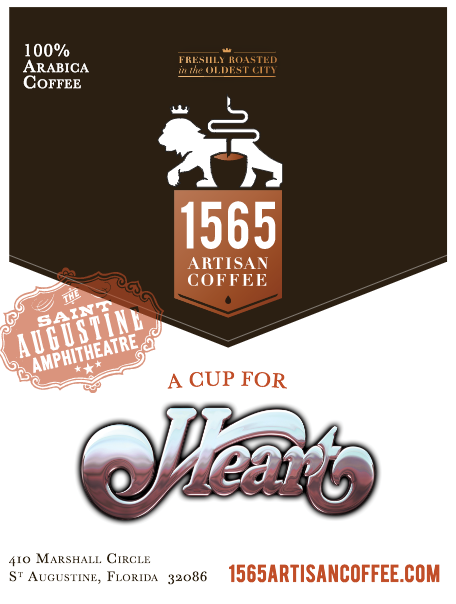 100%
ARABICA
COFFEE
FRESHLY ROASTED
in the OLDEST CITY
1565
ARTISAN
COFFEE
THE
SAINT
AUGUSTINE
AMPHITHEATRE
A CUP FOR
Heart
410 MARSHALL CIRCLE
ST AUGUSTINE, FLORIDA 32086
1565ARTISANCOFFEE.COM